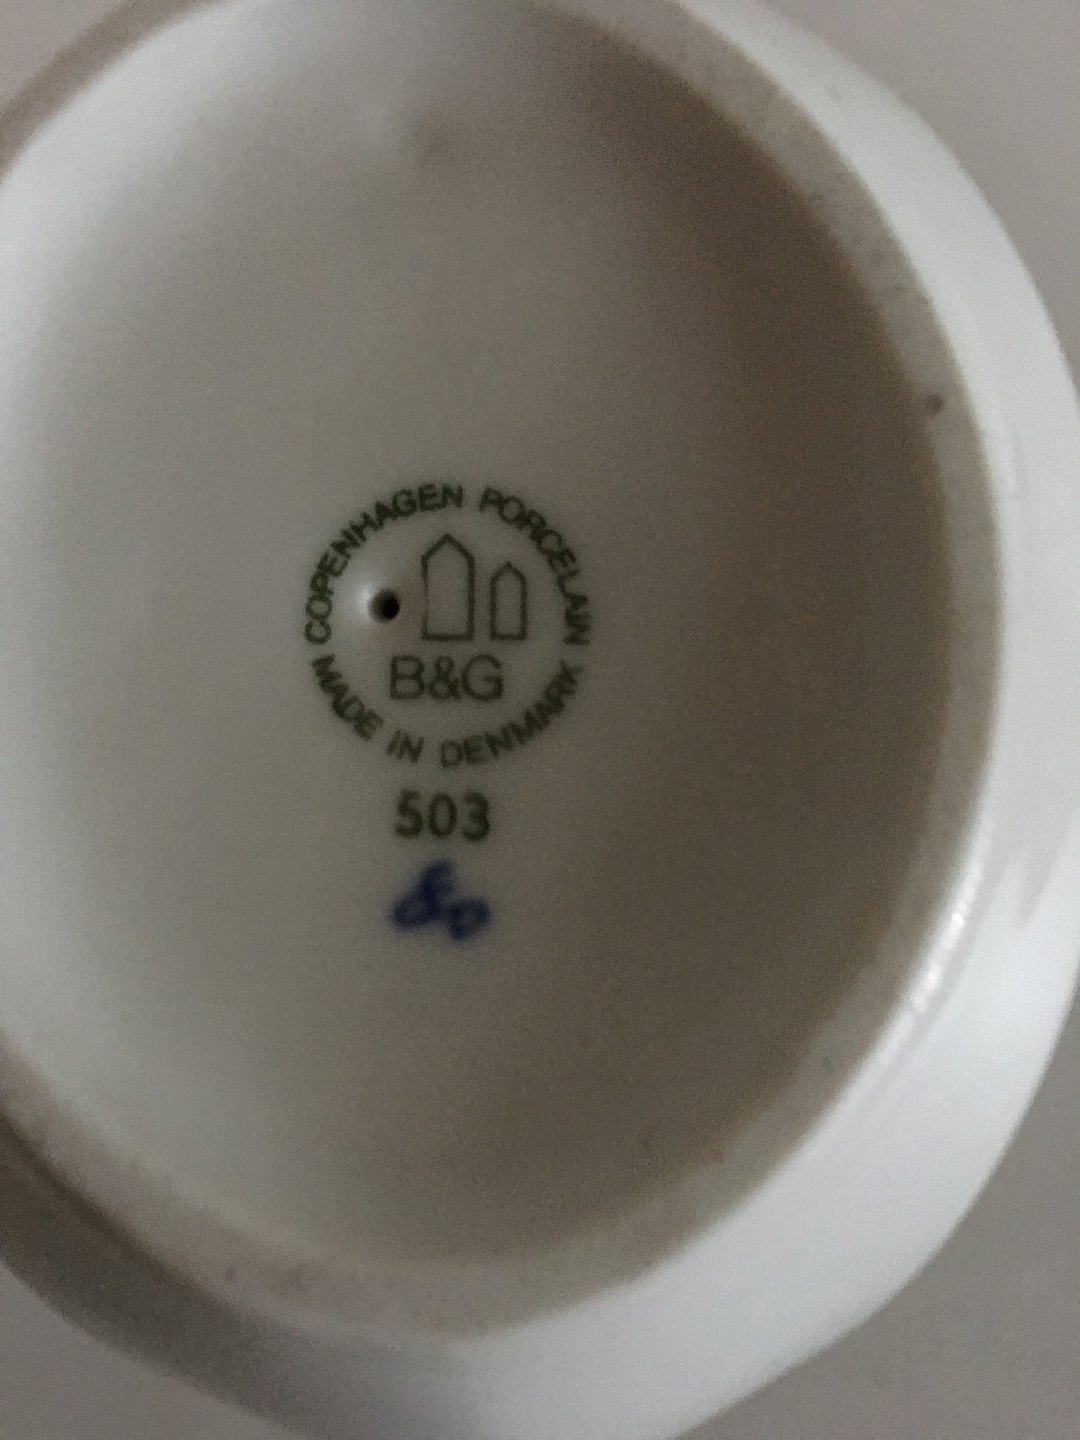 COPENHAGEN PORCELAIN
B&G
MADE IN DENMARK
503